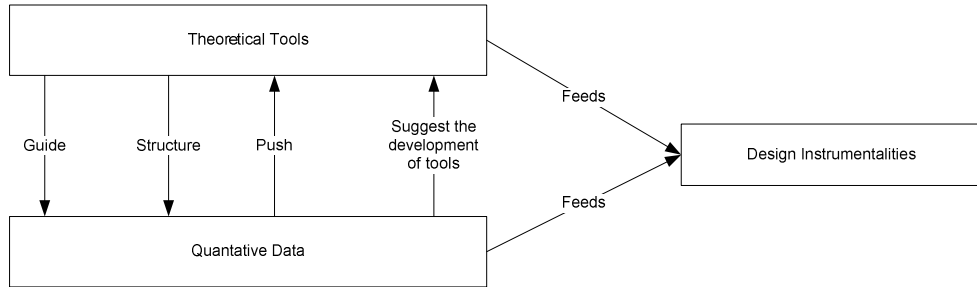 Theoretical Tools
Feeds
Guide
Structure
Push
Suggest the
development
of tools
Design Instrumentalities
Feeds
Quantative Data